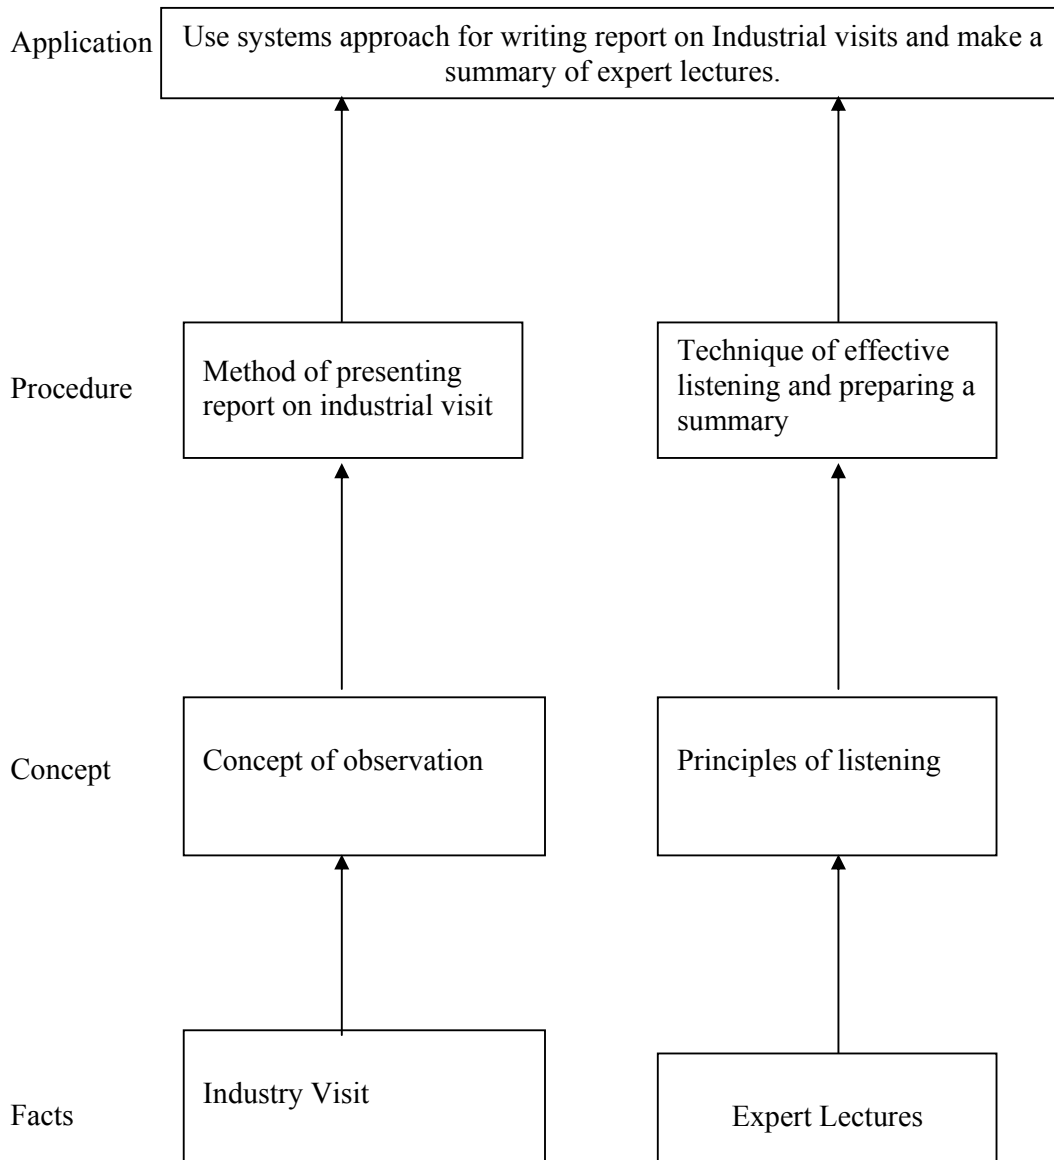 Application
Use systems approach for writing report on Industrial visits and make a
summary of expert lectures.
Procedure
Method of presenting
report on industrial visit
Technique of effective
listening and preparing a
summary
Concept
Concept of observation
Principles of listening
Facts
Industry Visit
Expert Lectures